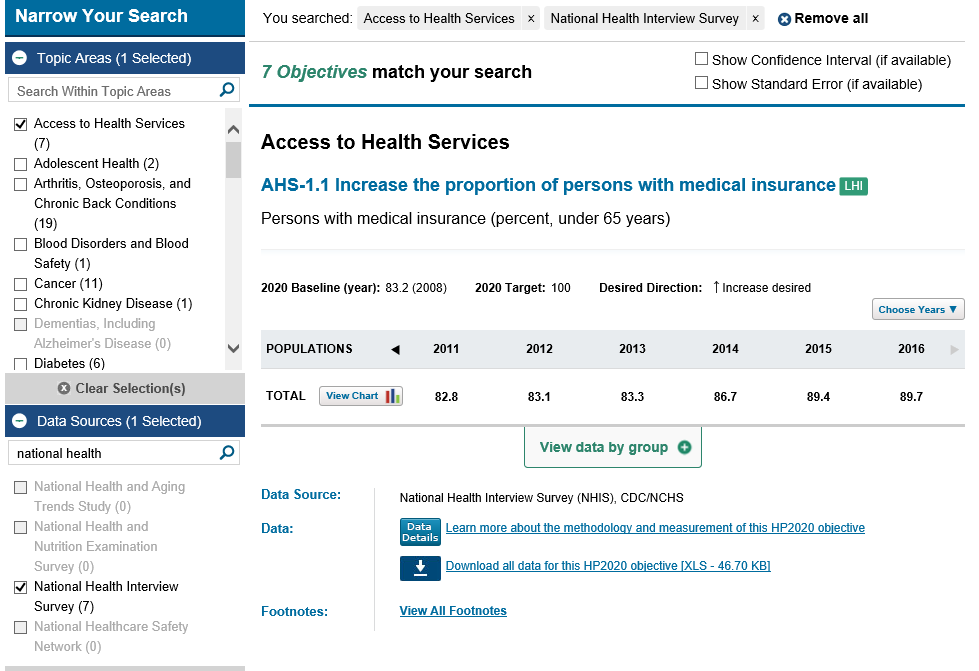 Narrow Your Search
Topic Areas (1 Selected)
Search Within Topic Areas
Access to Health Services
(7)
Adolescent Health (2)
Arthritis, Osteoporosis, and
Chronic Back Conditions
(19)
Blood Disorders and Blood
Safety (1)
Cancer (11)
Chronic Kidney Disease (1)
Dementias, Including
Alzheimer's Disease (0)
Diabetes (6)
Clear Selection(s)
Data Sources (1 Selected)
national health
National Health and Aging
Trends Study (0)
National Health and
Nutrition Examination
Survey (0)
National Health Interview
Survey (7)
National Healthcare Safety
Network (0)
You searched: Access to Health Services × National Health Interview Survey × Remove all
7 Objectives match your search
Show Confidence Interval (if available)
Show Standard Error (if available)
Access to Health Services
AHS-1.1 Increase the proportion of persons with medical insurance LHI
Persons with medical insurance (percent, under 65 years)
2020 Baseline (year): 83.2 (2008) 2020 Target: 100 Desired Direction: ↑ Increase desired
Choose Years ▼
POPULATIONS ◀ 2011 2012 2013 2014 2015 2016 ▶
TOTAL View Chart 82.8 83.1 83.3 86.7 89.4 89.7
View data by group
Data Source: National Health Interview Survey (NHIS), CDC/NCHS
Data: Data Details Learn more about the methodology and measurement of this HP2020 objective
Download all data for this HP2020 objective [XLS - 46.70 KB]
Footnotes: View All Footnotes